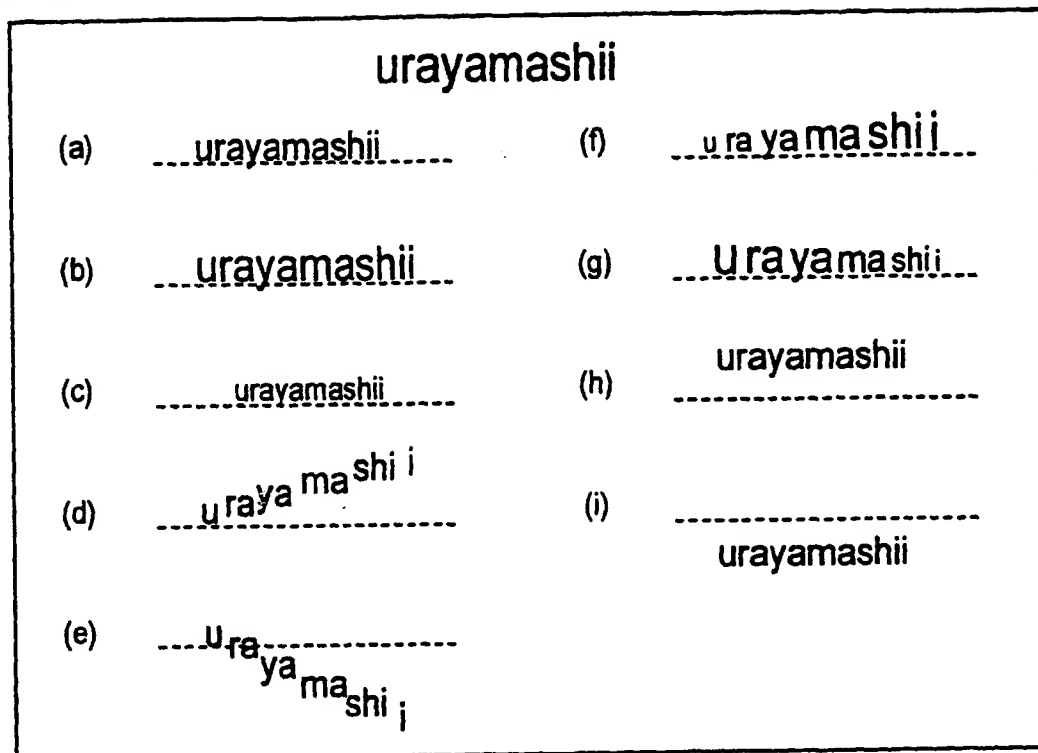 urayamashii
(a) urayamashii
(b) urayamashii
(c) urayamashii
(d) u ra ya ma shi i
(e) u ra ya ma shi i
(f) u ra ya ma shi i
(g) u ra ya ma shi i
(h) urayamashii
(i) urayamashii